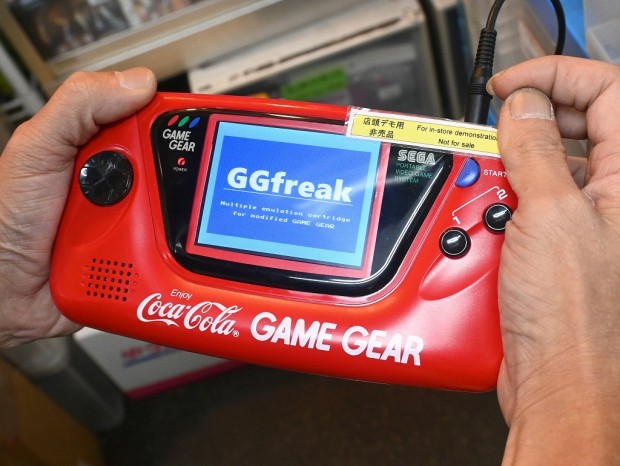 GAME
GEAR
POWER
GGfreak
Multiple emulation cartridge
for modified GAME GEAR
店頭デモ用
非売品
For in-store demonstration
Not for sale
SEGA
PORTABLE
VIDEO GAME
SYSTEM
START
1
2
Enjoy
Coca-Cola®
GAME GEAR